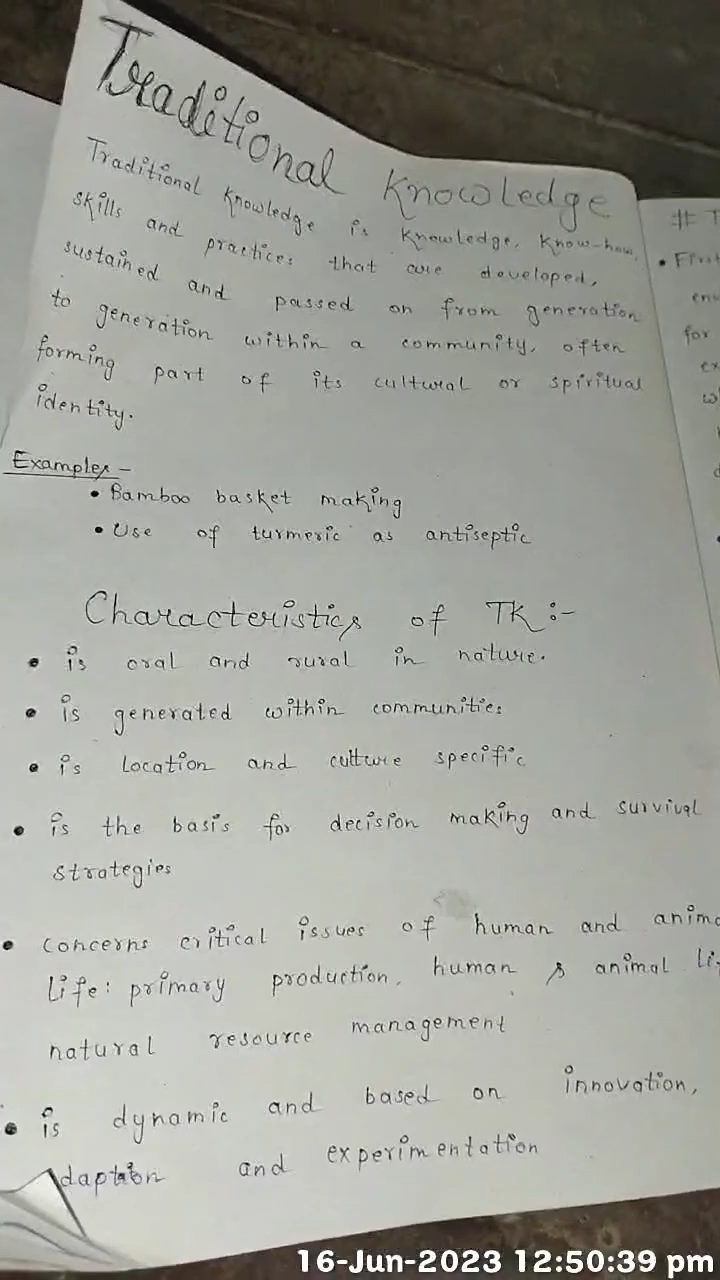 Traditional Knowledge
Traditional Knowledge is Knowledge, Know-how,
skills and practices that are developed,
sustained and passed on from generation
to generation within a community, often
forming part of its cultural or spiritual
identity.
Examples -
• Bamboo basket making
• Use of turmeric as antiseptic
Characteristics of TK :-
• is oral and rural in nature.
• is generated within communities
• is location and culture specific
• is the basis for decision making and survival
strategies
• concerns critical issues of human and anima
life: primary production, human & animal li
natural resource management
• is dynamic and based on innovation,
daption and experimentation
# T
• First
for
16-Jun-2023 12:50:39 pm